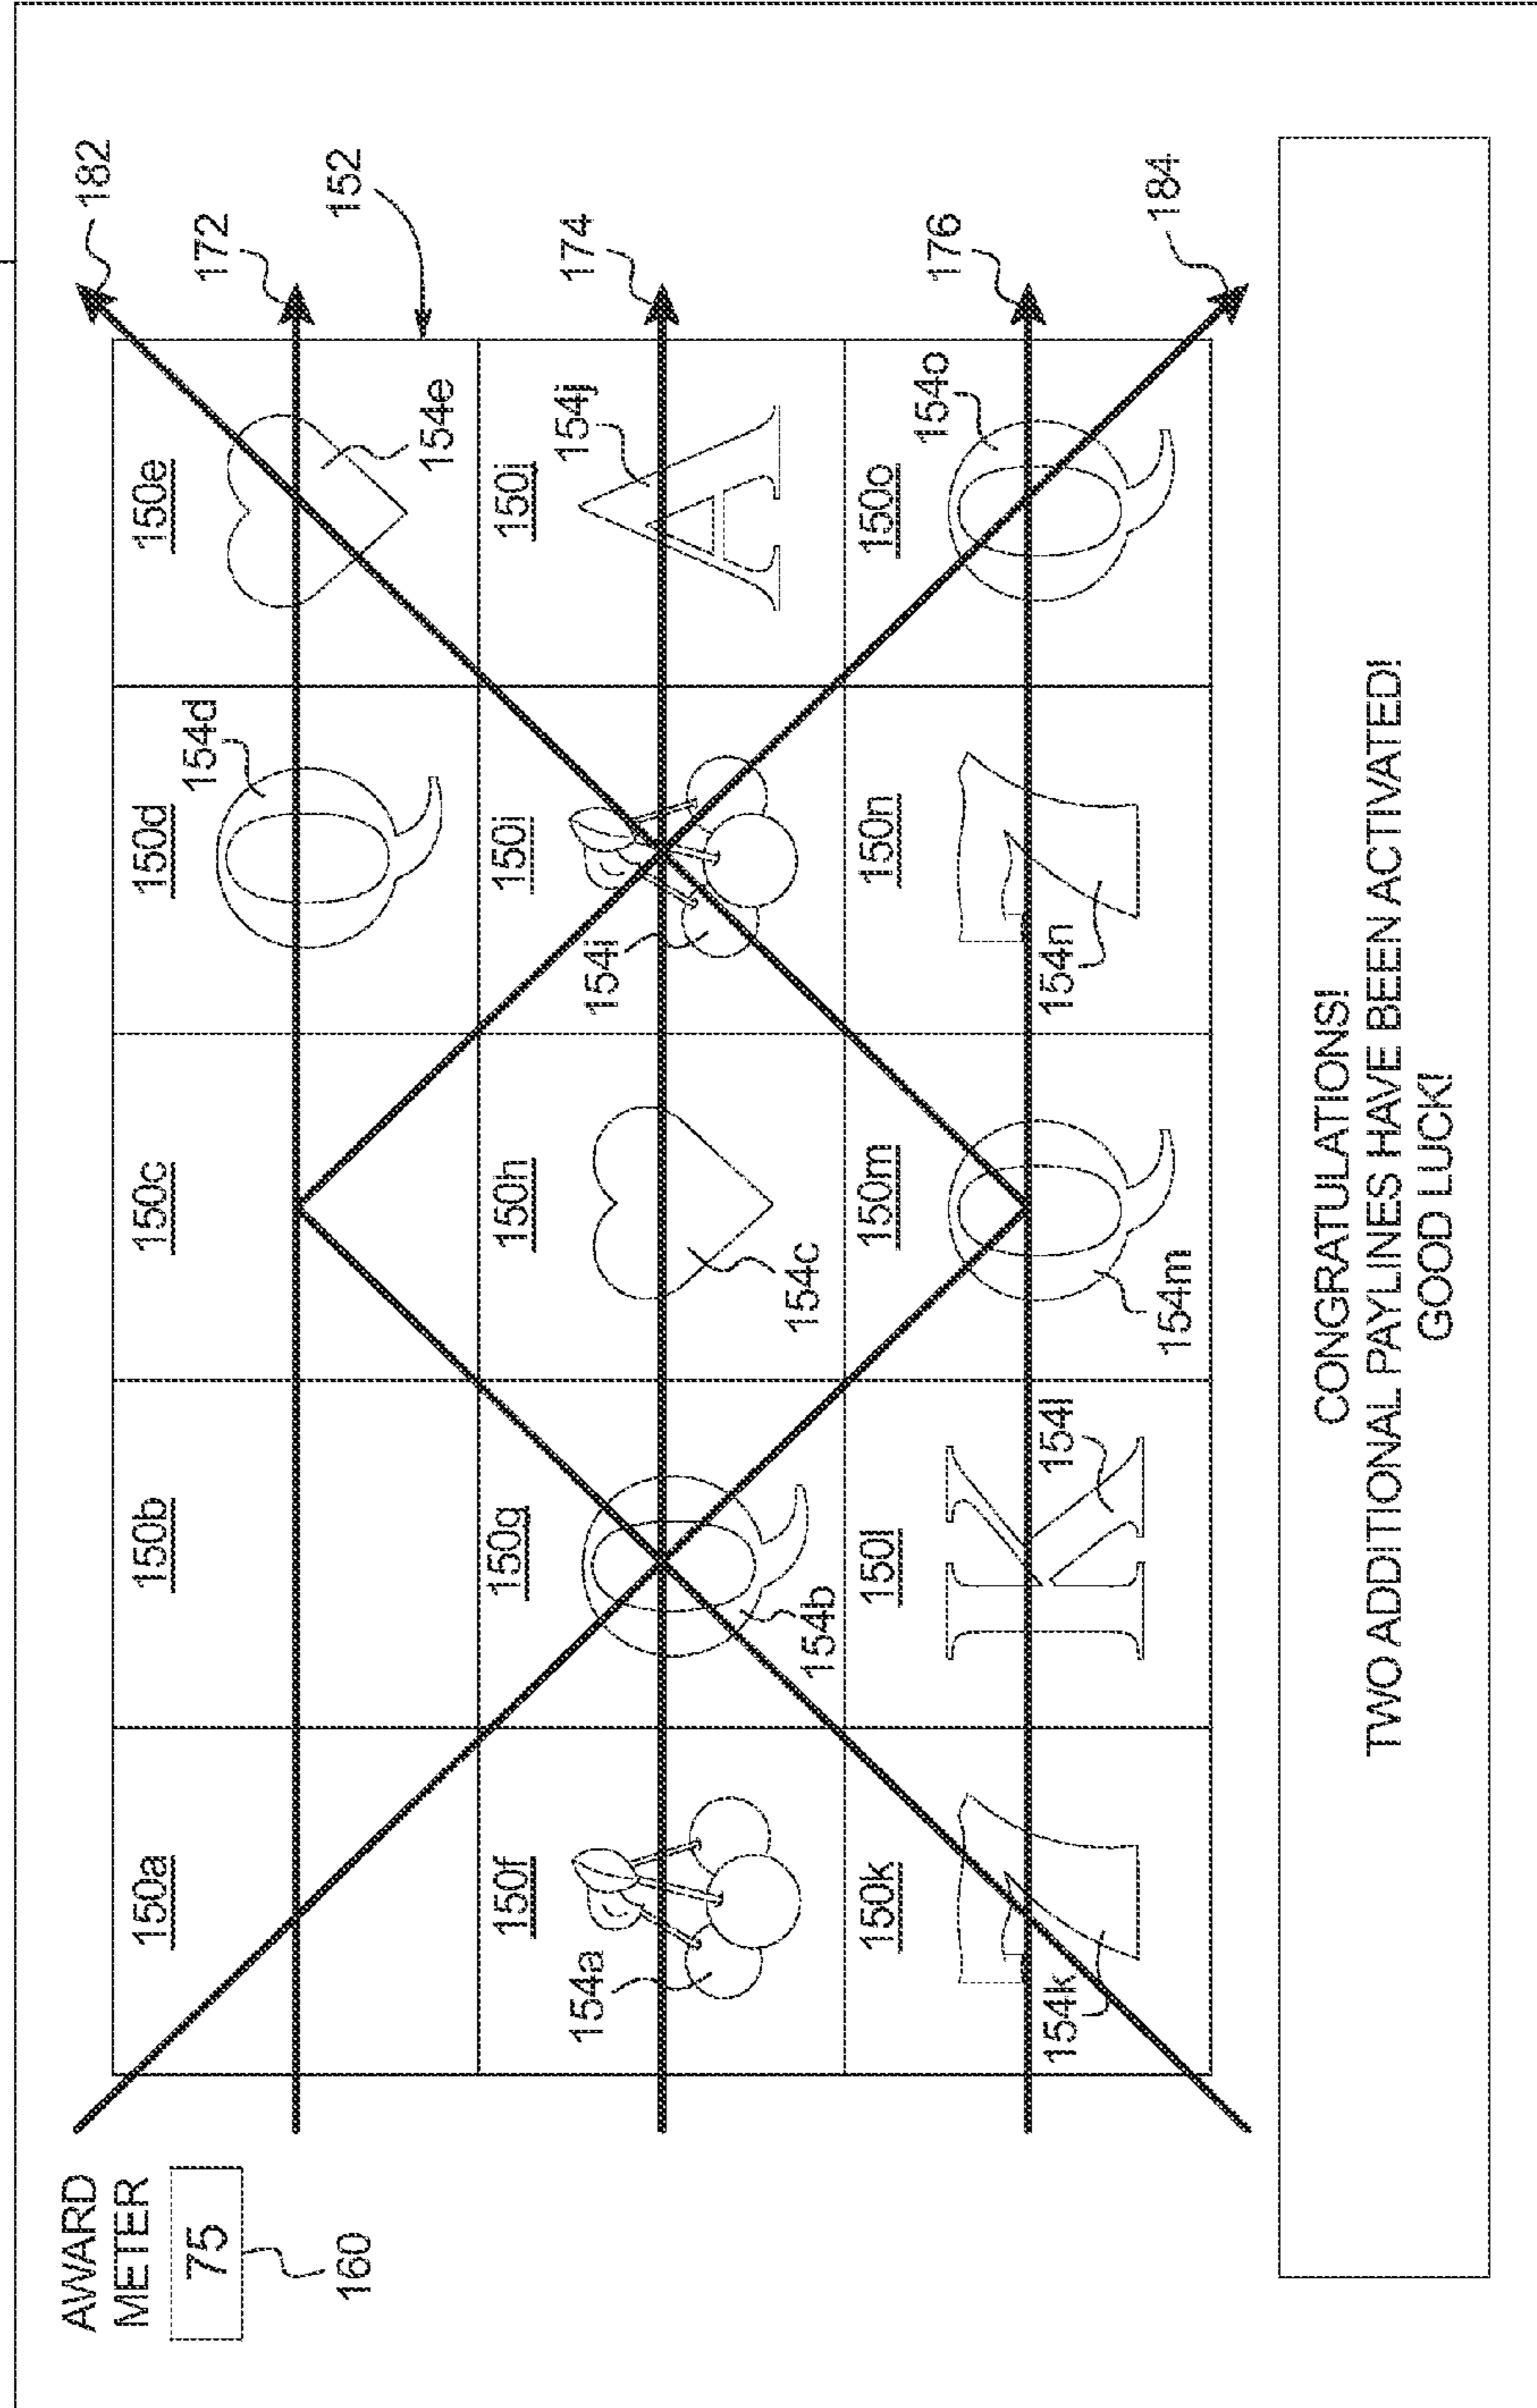 AWARD
METER
75
160
182
172
152
174
176
184
150a
150b
150c
150d
154d
150e
154e
150f
154a
150g
154b
150h
154c
150i
154i
150j
154j
A
150k
154k
150l
154l
K
150m
154m
Q
150n
154n
7
150o
154o
Q
Q
Q
7
CONGRATULATIONS!
TWO ADDITIONAL PAYLINES HAVE BEEN ACTIVATED!
GOOD LUCK!